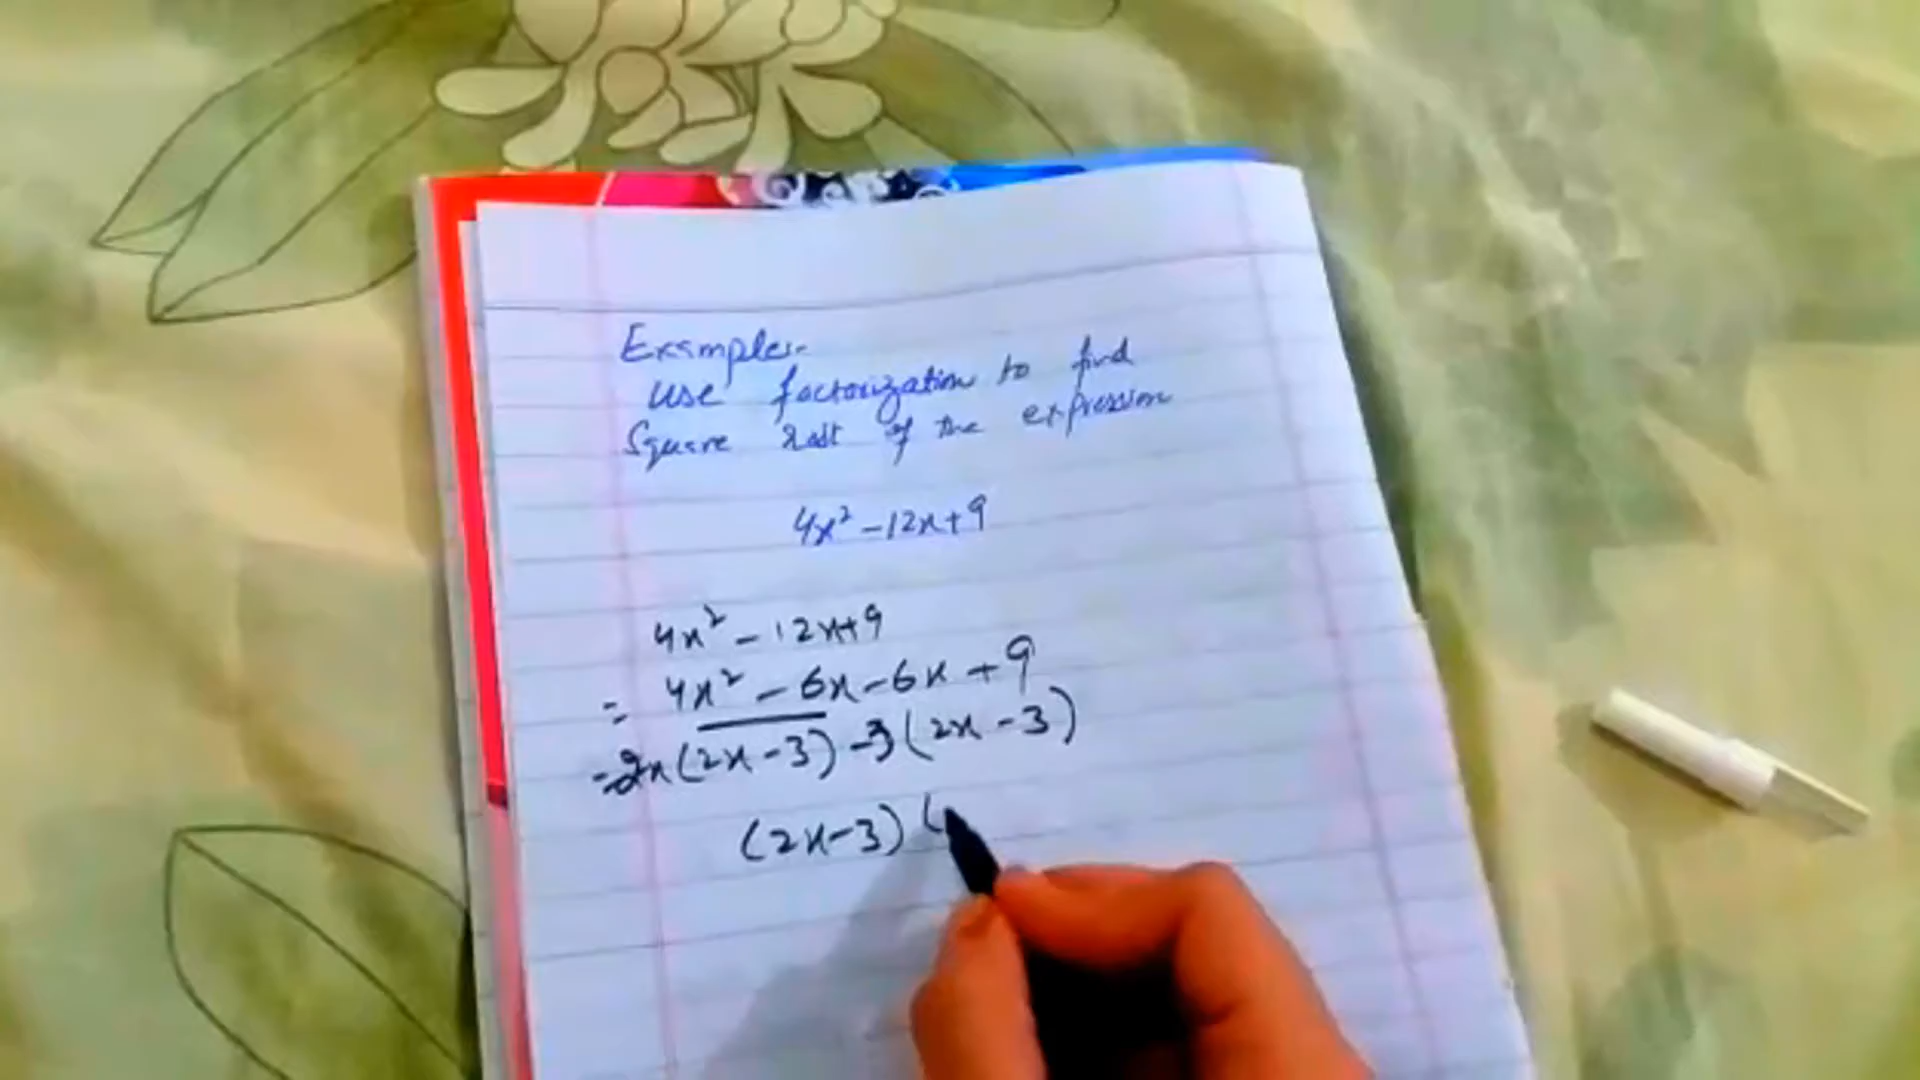 Example:-
Use factorization to find
Square root of the expression
4x² -12x+9
4x² - 12x+9
= 4x² - 6x - 6x + 9
=2x(2x-3) -3(2x-3)
(2x-3) (